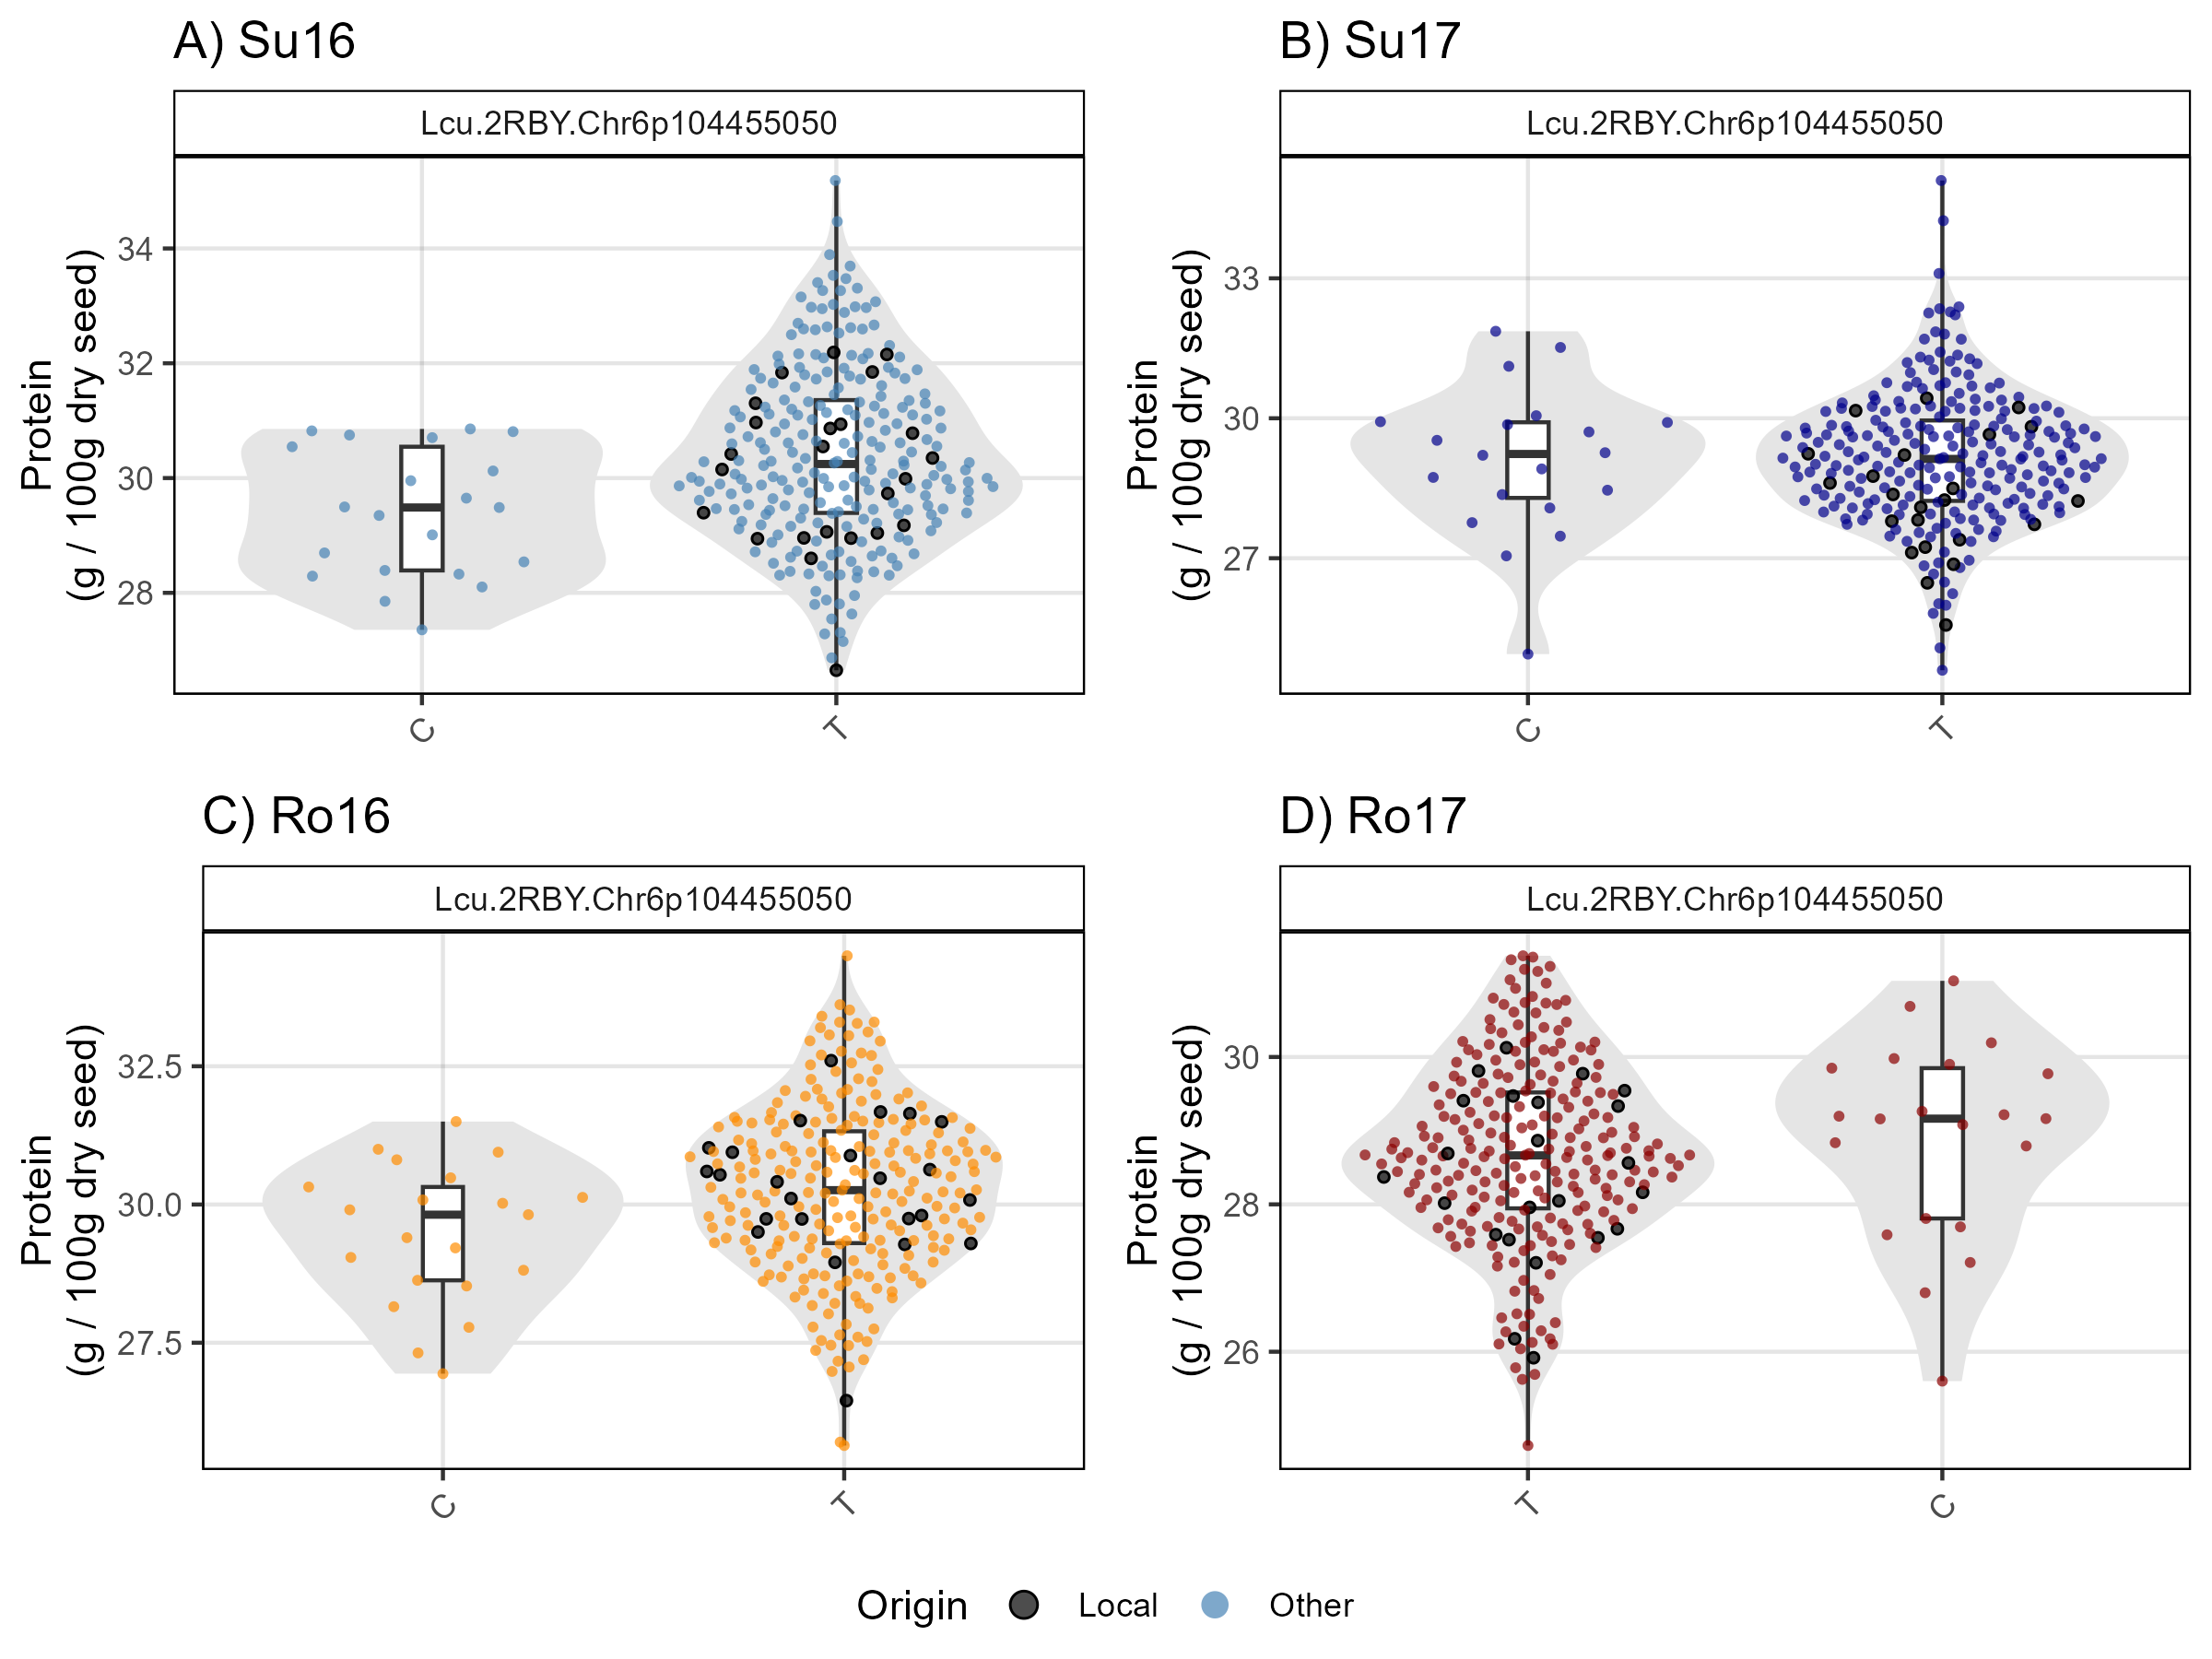 A) Su16
Lcu.2RBY.Chr6p104455050
Protein
(g / 100g dry seed)
34
32
30
28
C
T
B) Su17
Lcu.2RBY.Chr6p104455050
Protein
(g / 100g dry seed)
33
30
27
C
T
C) Ro16
Lcu.2RBY.Chr6p104455050
Protein
(g / 100g dry seed)
32.5
30.0
27.5
C
T
D) Ro17
Lcu.2RBY.Chr6p104455050
Protein
(g / 100g dry seed)
30
28
26
T
C
Origin Local Other